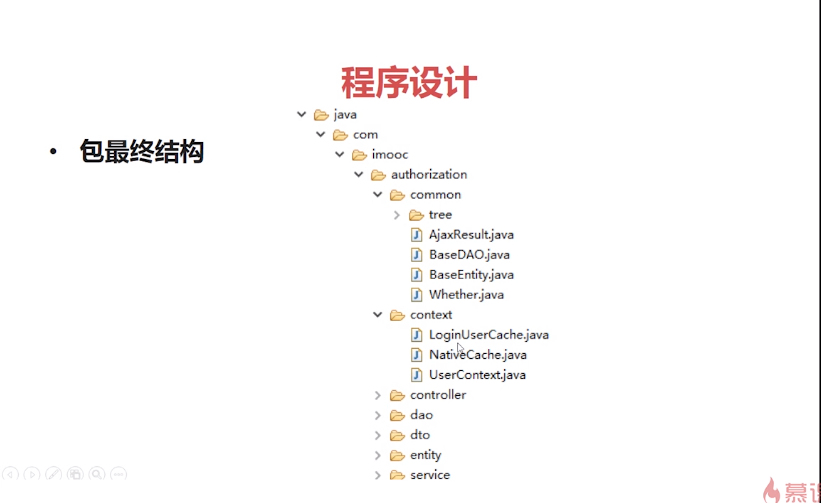 程序设计
• 包最终结构
java
com
imooc
authorization
common
tree
AjaxResult.java
BaseDAO.java
BaseEntity.java
Whether.java
context
LoginUserCache.java
NativeCache.java
UserContext.java
controller
dao
dto
entity
service
慕